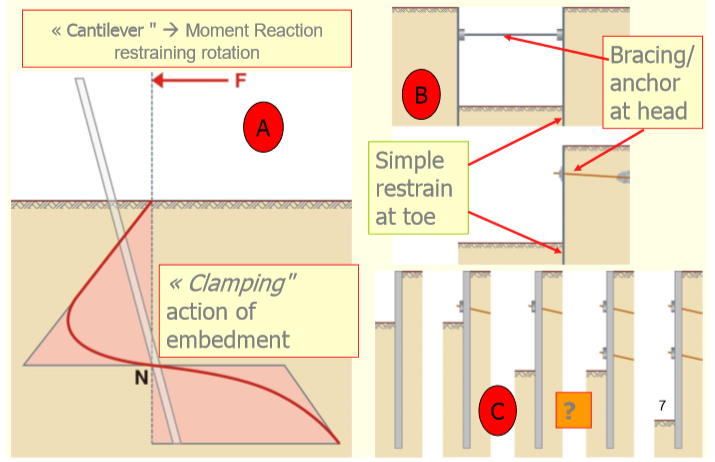 « Cantilever " → Moment Reaction
restraining rotation
F
A
« Clamping"
action of
embedment
N
B
Bracing/
anchor
at head
Simple
restrain
at toe
C
?
7